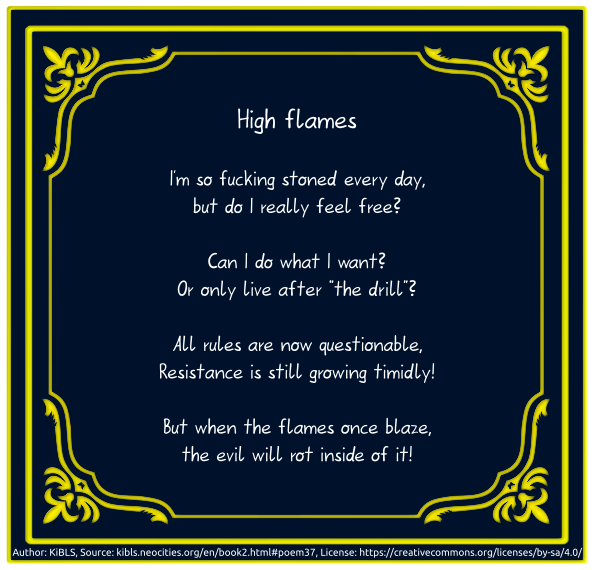 High flames
I'm so fucking stoned every day,
but do I really feel free?
Can I do what I want?
Or only live after "the drill"?
All rules are now questionable,
Resistance is still growing timidly!
But when the flames once blaze,
the evil will rot inside of it!
Author: KiBLS, Source: kibls.neocities.org/en/book2.html#poem37, License: https://creativecommons.org/licenses/by-sa/4.0/